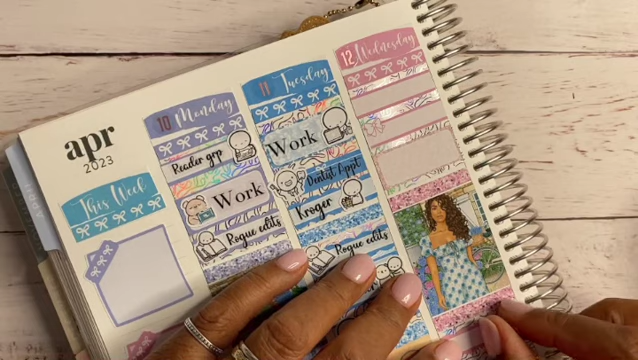 apr
2023
This Week
10 Monday
Reader grp
Work
Rogue edits
11 Tuesday
Work
Dentist Appt
Kroger
Rogue edits
12 Wednesday